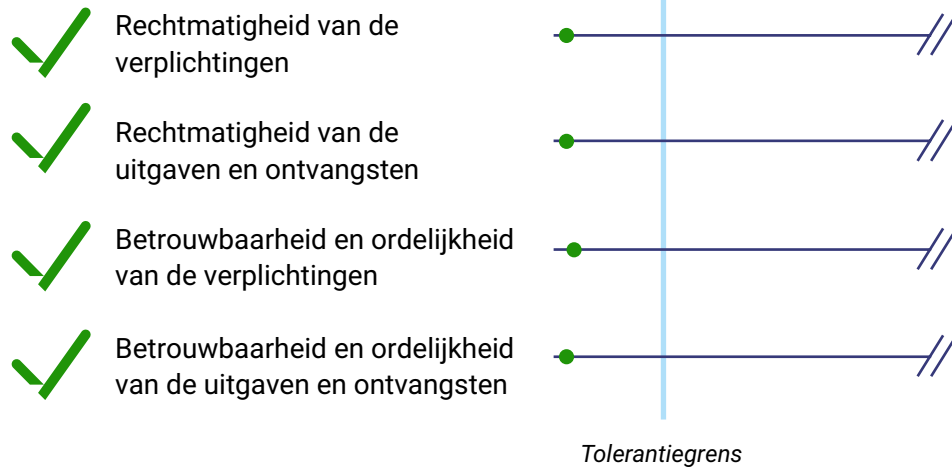 Rechtmatigheid van de
verplichtingen
Rechtmatigheid van de
uitgaven en ontvangsten
Betrouwbaarheid en ordelijkheid
van de verplichtingen
Betrouwbaarheid en ordelijkheid
van de uitgaven en ontvangsten
Tolerantiegrens